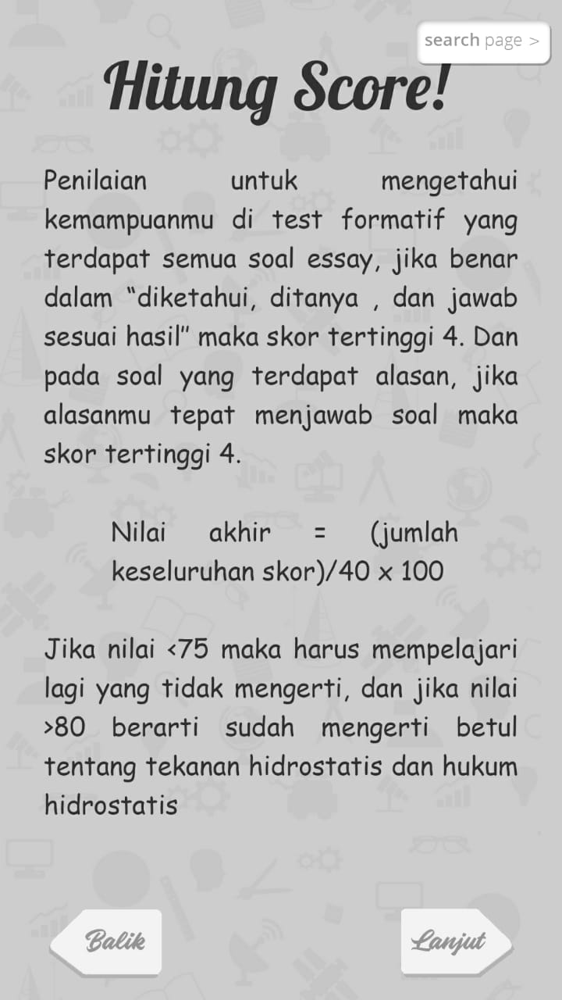 search page >
Hitung Score!
Penilaian untuk mengetahui
kemampuanmu di test formatif yang
terdapat semua soal essay, jika benar
dalam “diketahui, ditanya , dan jawab
sesuai hasil” maka skor tertinggi 4. Dan
pada soal yang terdapat alasan, jika
alasanmu tepat menjawab soal maka
skor tertinggi 4.
Nilai akhir = (jumlah
keseluruhan skor)/40 x 100
Jika nilai <75 maka harus mempelajari
lagi yang tidak mengerti, dan jika nilai
>80 berarti sudah mengerti betul
tentang tekanan hidrostatis dan hukum
hidrostatis
Balik
Lanjut